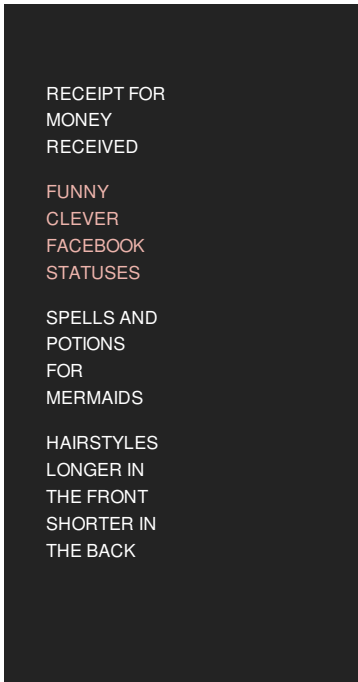 RECEIPT FOR
MONEY
RECEIVED
FUNNY
CLEVER
FACEBOOK
STATUSES
SPELLS AND
POTIONS
FOR
MERMAIDS
HAIRSTYLES
LONGER IN
THE FRONT
SHORTER IN
THE BACK